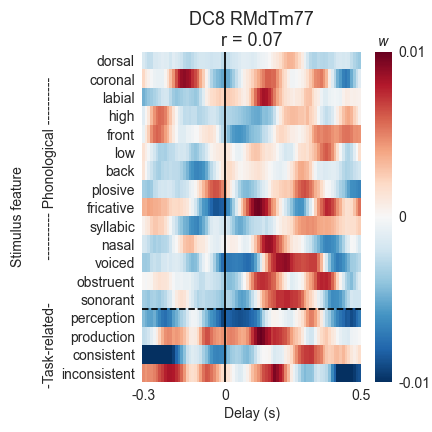 DC8 RMdTm77
r = 0.07
w
dorsal
coronal
labial
high
front
low
back
plosive
fricative
syllabic
nasal
voiced
obstruent
sonorant
perception
production
consistent
inconsistent
Stimulus feature
-Task-related- ---------- Phonological ----------
0.01
0
-0.01
-0.3 0 0.5
Delay (s)